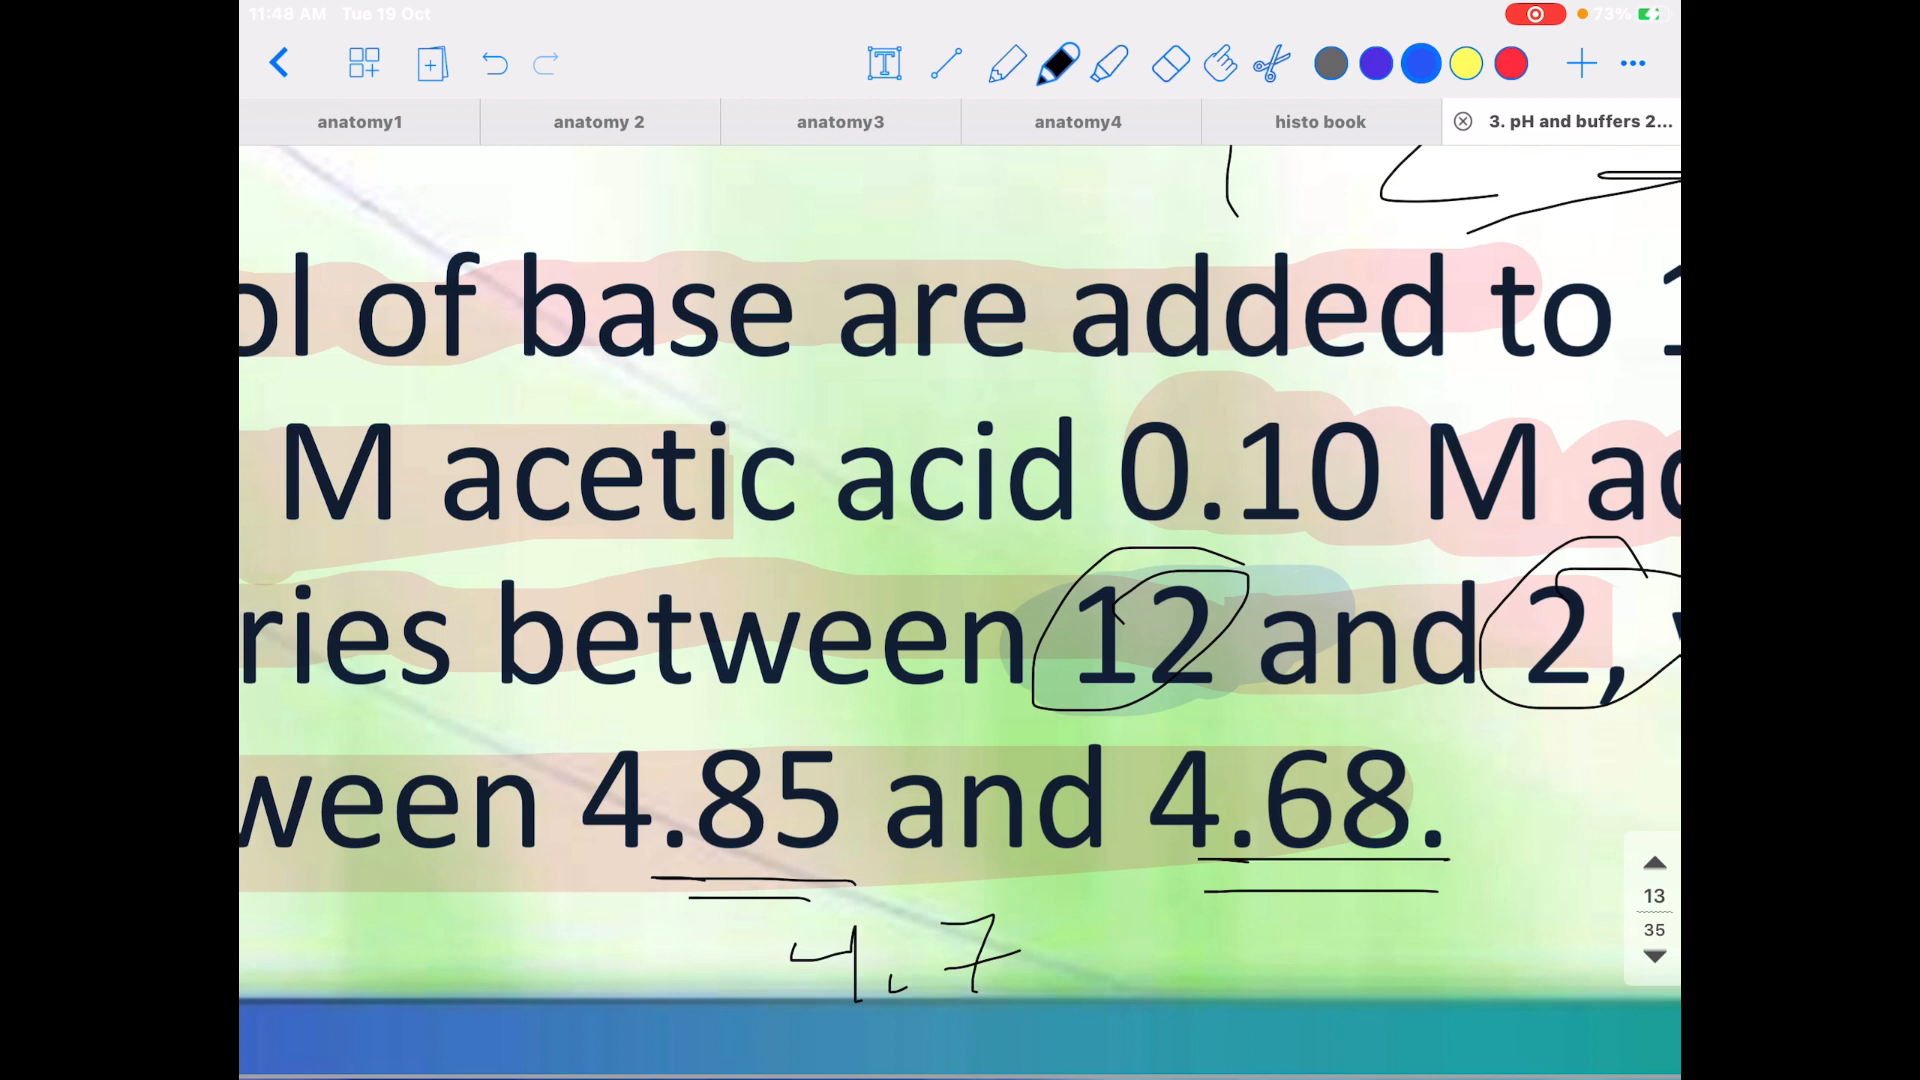 11:48 AM Tue 19 Oct
73%
T
anatomy1
anatomy 2
anatomy3
anatomy4
histo book
3. pH and buffers 2...
ol of base are added to 1
M acetic acid 0.10 M ac
ries between 12 and 2,
ween 4.85 and 4.68.
4.7
13
35